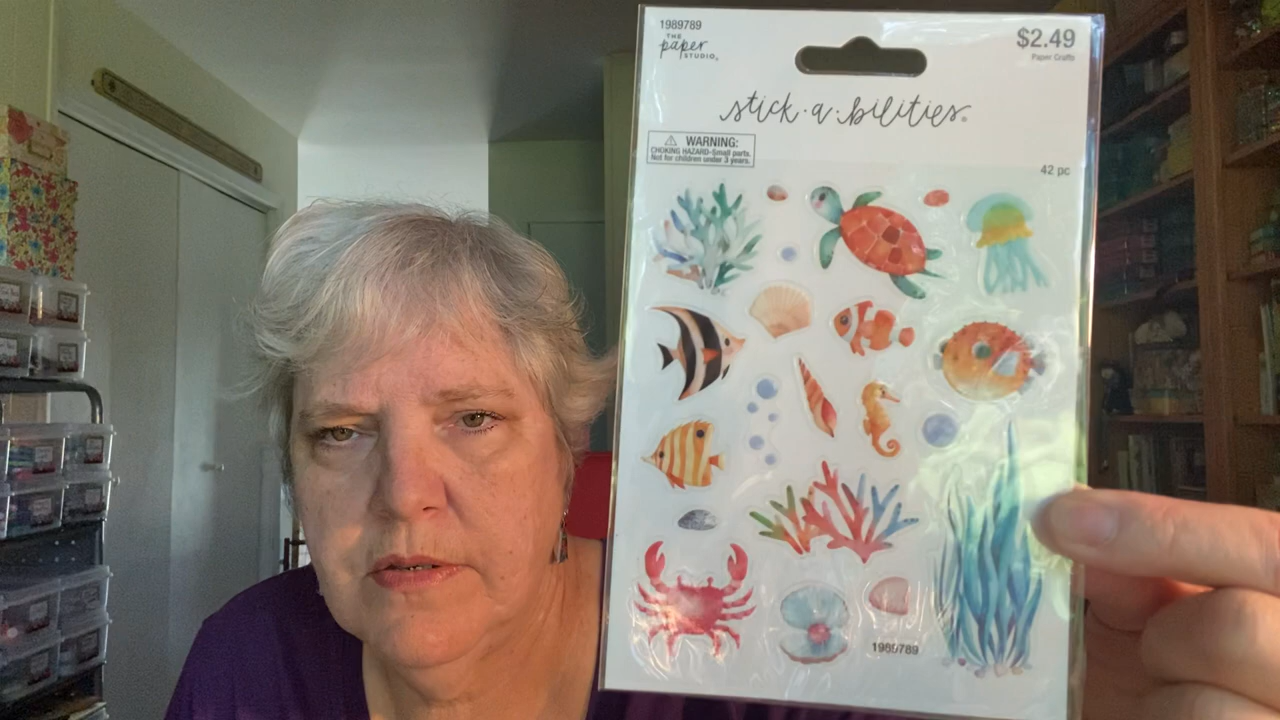 1989789
THE
paper
STUDIO®
$2.49
Paper Crafts
stick·a·bilities®
WARNING:
CHOKING HAZARD-Small parts.
Not for children under 3 years.
42 pc
1989789